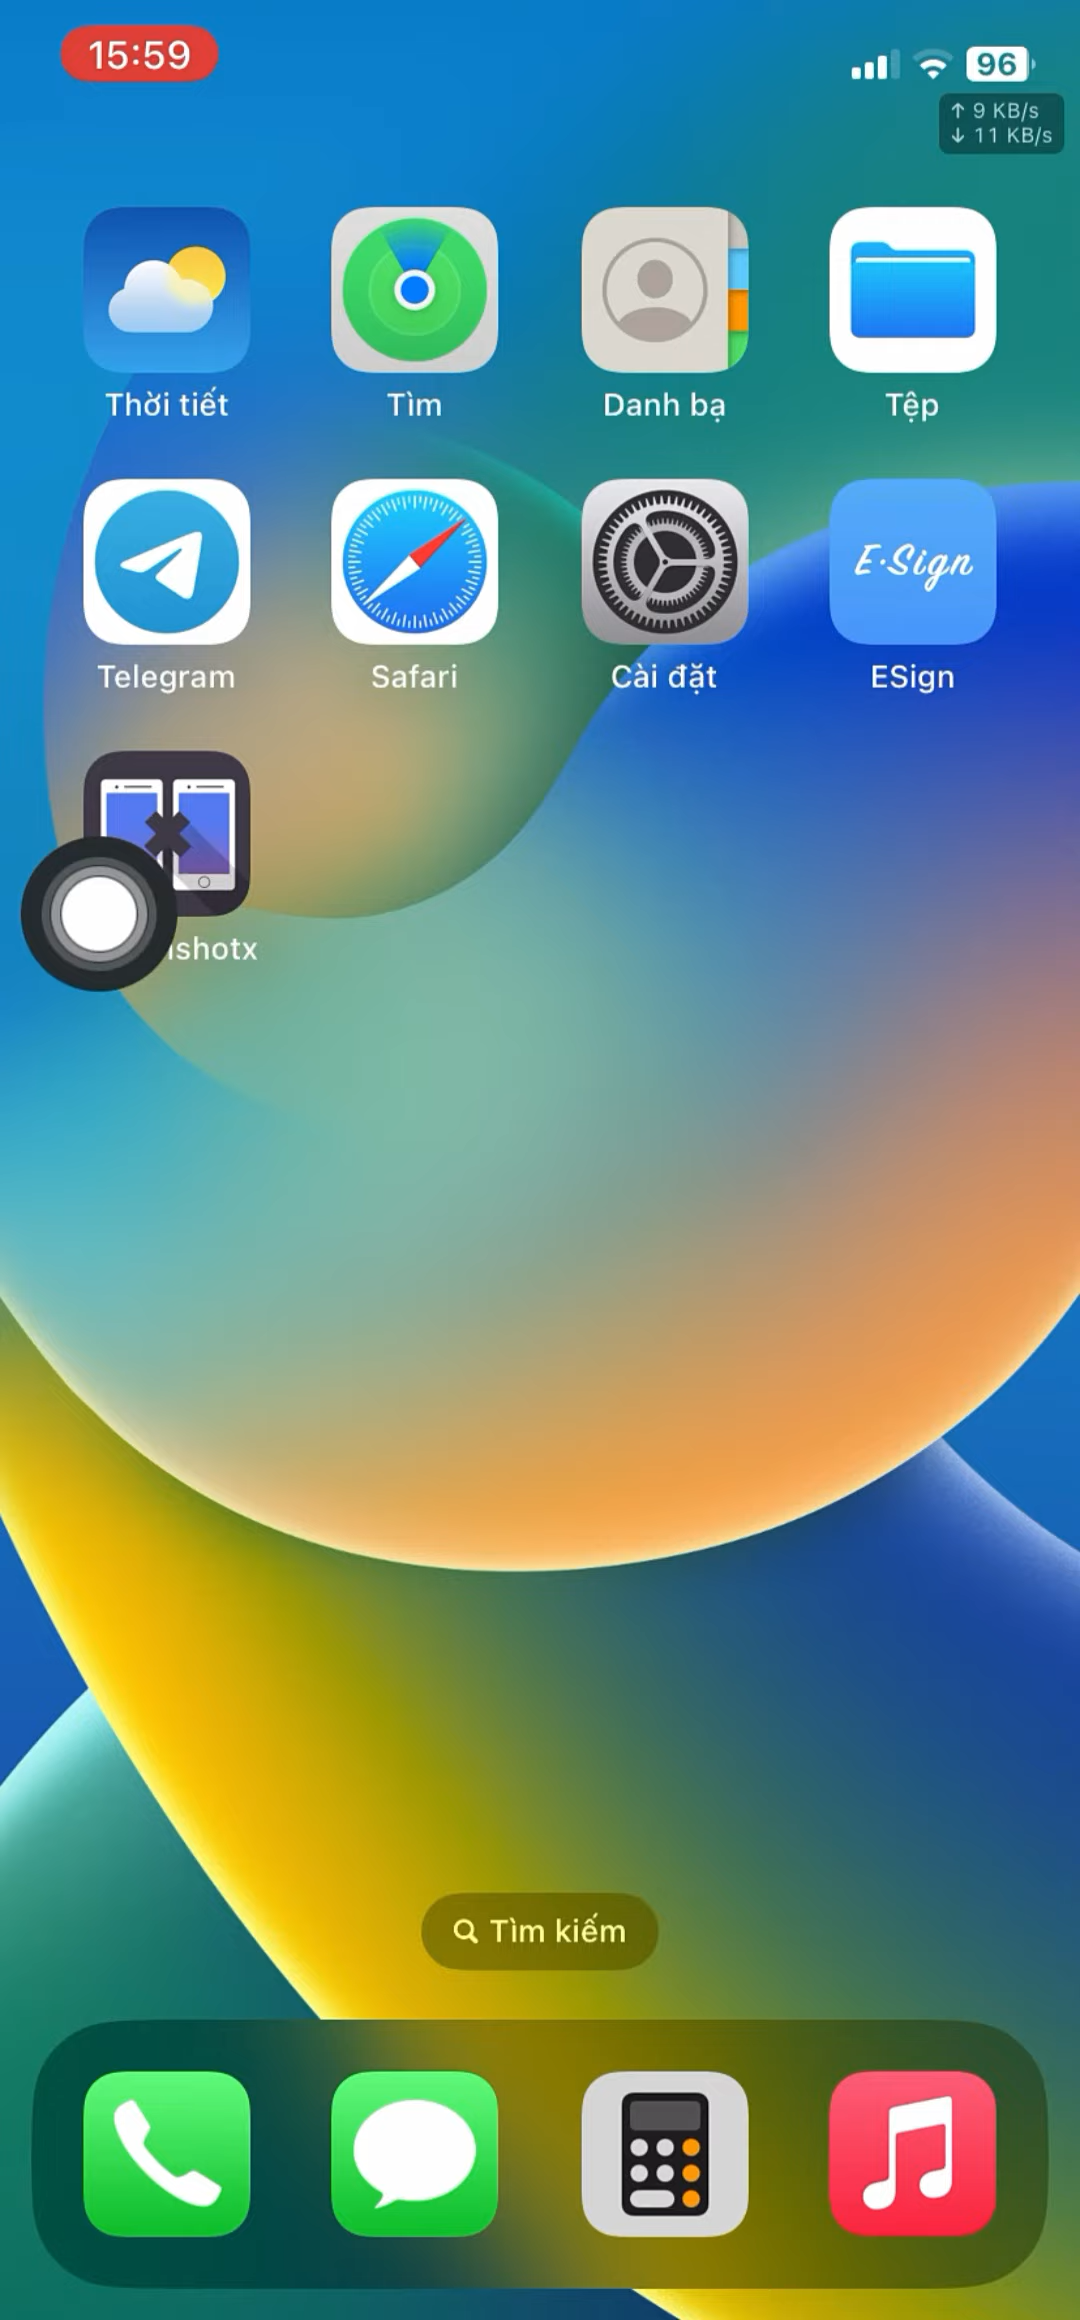 15:59
96
↑ 9 KB/s
↓ 11 KB/s
Thời tiết
Tìm
Danh bạ
Tệp
E·Sign
Telegram
Safari
Cài đặt
ESign
shotx
Tìm kiếm